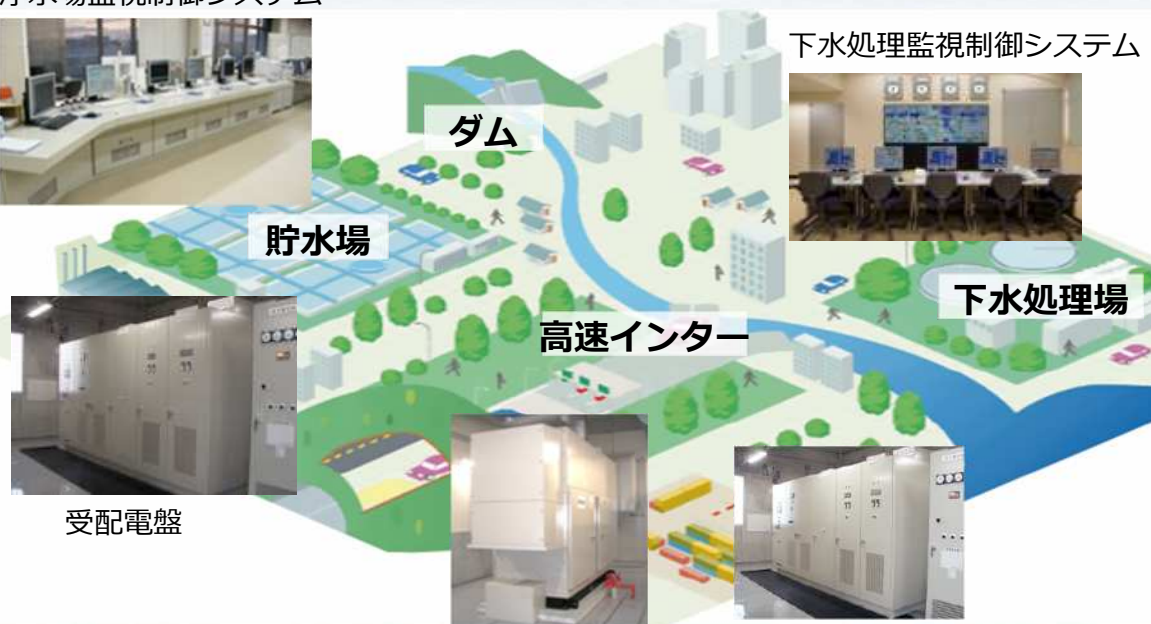 貯水場監視制御システム
下水処理監視制御システム
ダム
貯水場
下水処理場
高速インター
受配電盤